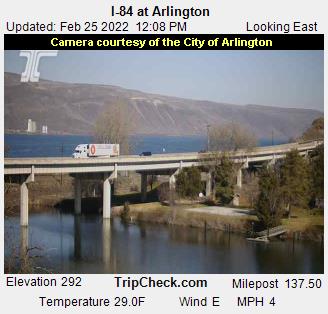 I-84 at Arlington
Updated: Feb 25 2022 12:08 PM Looking East
Camera courtesy of the City of Arlington
Elevation 292 TripCheck.com Milepost 137.50
Temperature 29.0F Wind E MPH 4